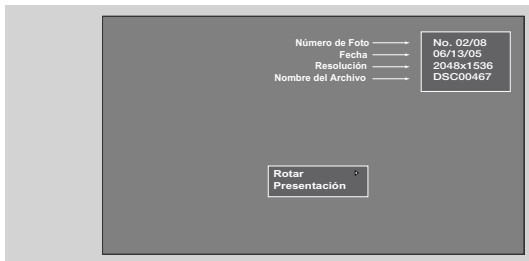 Número de Foto No. 02/08
Fecha 06/13/05
Resolución 2048x1536
Nombre del Archivo DSC00467
Rotar
Presentación